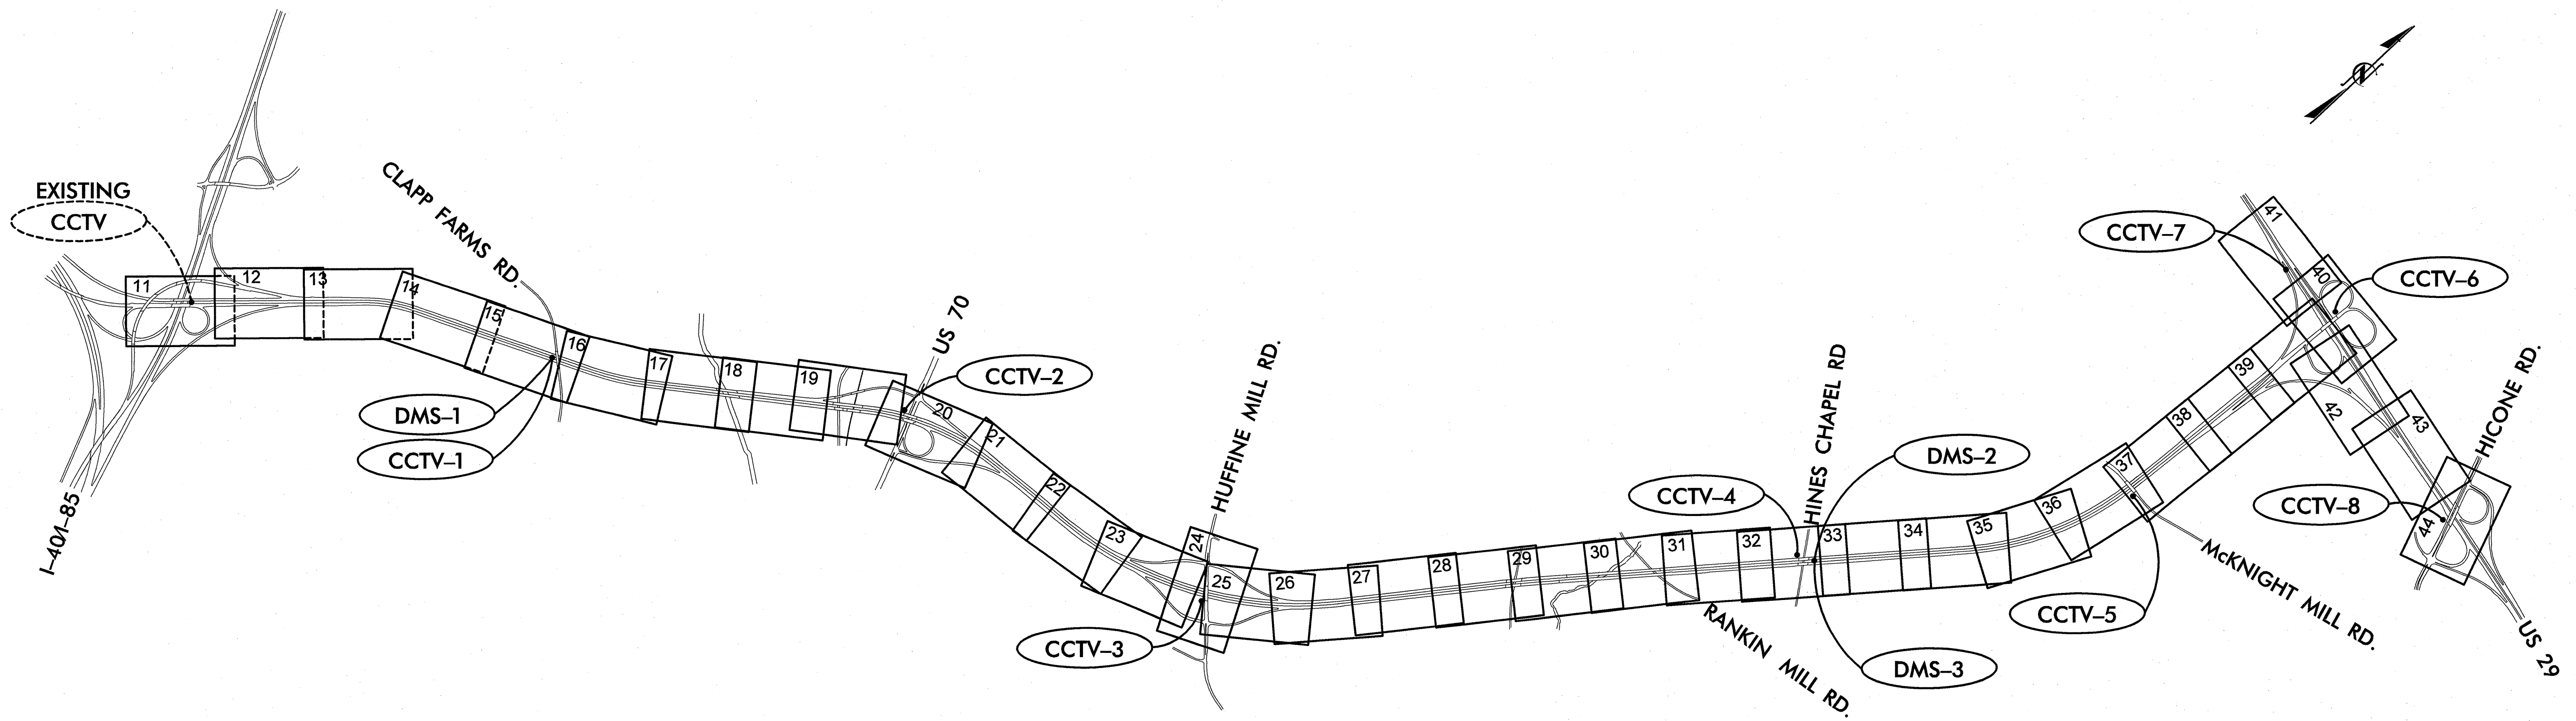 EXISTING
CCTV
CLAPP FARMS RD.
I-40/I-85
11
12
13
14
15
16
17
18
19
DMS-1
CCTV-1
US 70
CCTV-2
20
21
22
23
24
25
HUFFINE MILL RD.
CCTV-3
26
27
28
29
30
31
32
33
34
35
36
37
38
39
40
41
42
43
44
RANKIN MILL RD.
CCTV-4
HINES CHAPEL RD
DMS-2
DMS-3
CCTV-5
McKNIGHT MILL RD.
CCTV-7
CCTV-6
CCTV-8
HICONE RD.
US 29
N